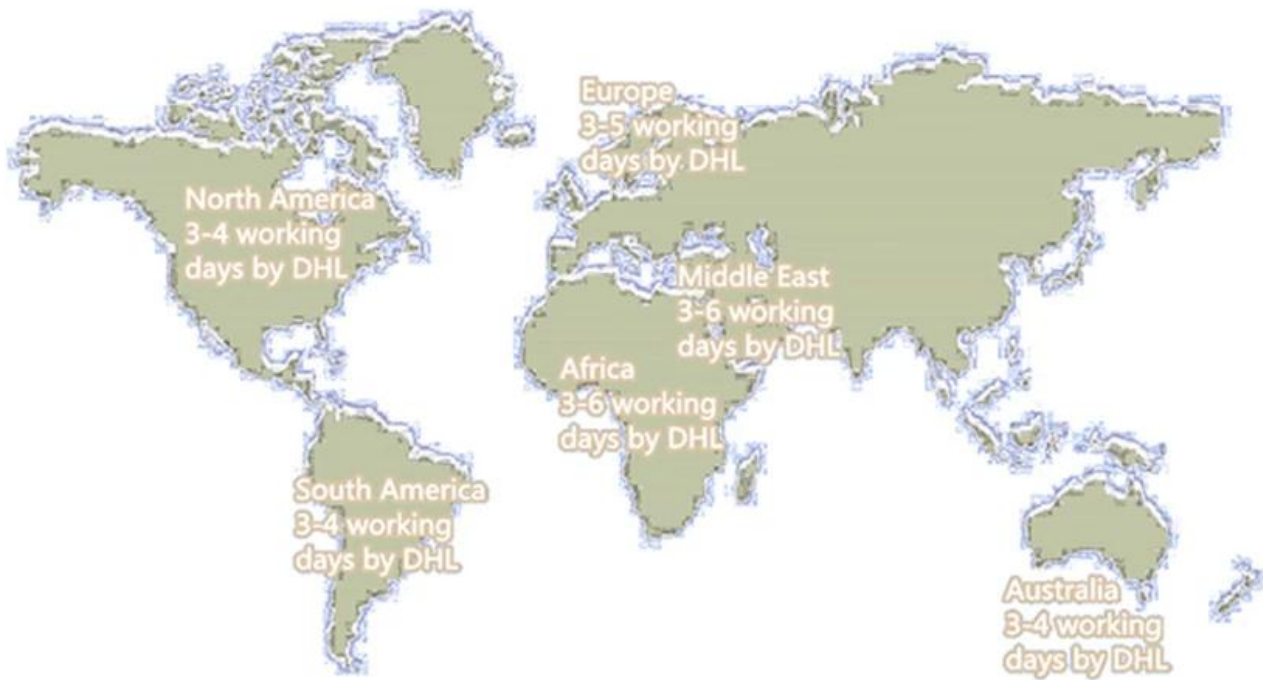 Europe
3-5 working
days by DHL
North America
3-4 working
days by DHL
Middle East
3-6 working
days by DHL
Africa
3-6 working
days by DHL
South America
3-4 working
days by DHL
Australia
3-4 working
days by DHL